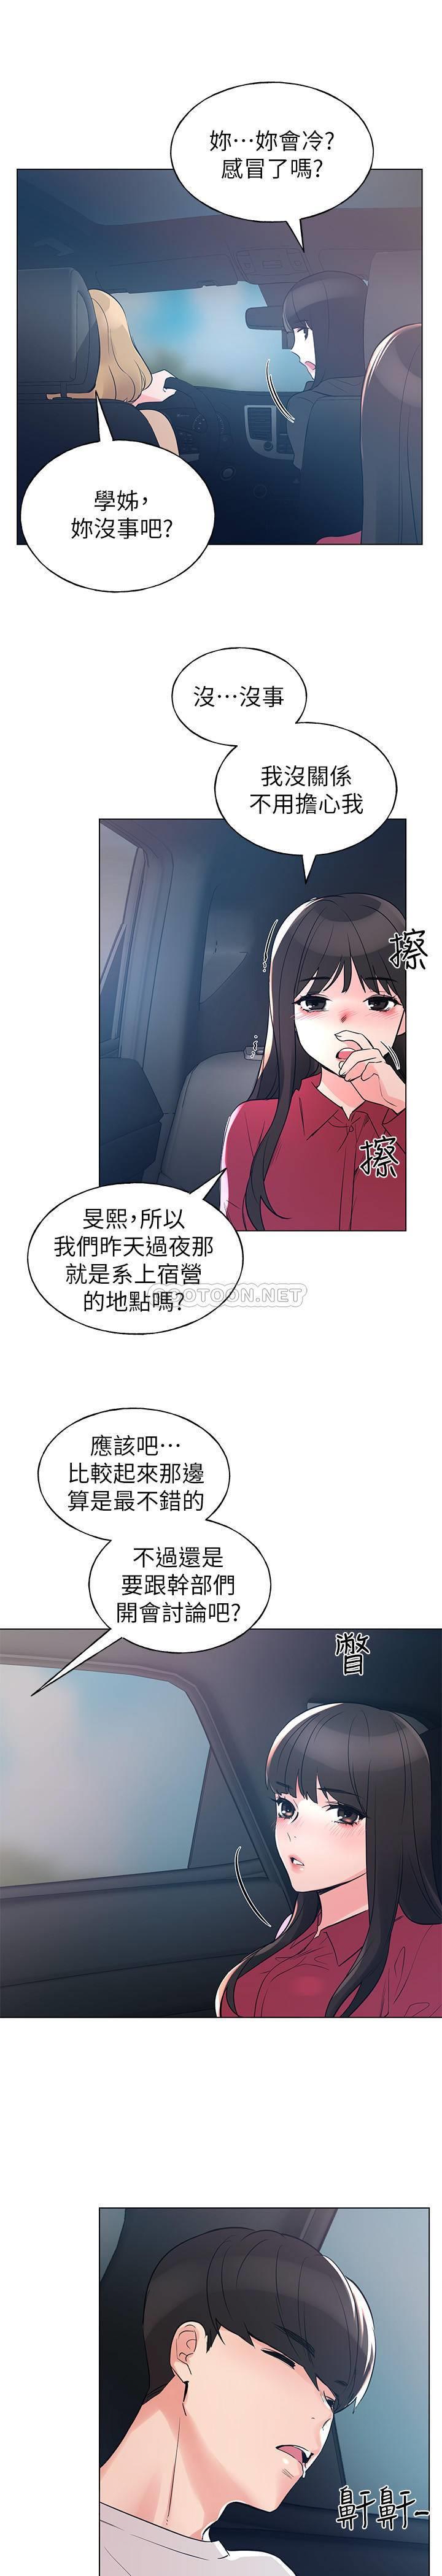 妳⋯妳會冷?
感冒了嗎?
學姊,
妳沒事吧?
沒⋯沒事
我沒關係
不用擔心我
擦
擦
旻熙,所以
我們昨天過夜那
就是系上宿營
的地點嗎?
應該吧⋯
比較起來那邊
算是最不錯的
不過還是
要跟幹部們
開會討論吧?
瞥
鼾鼾-